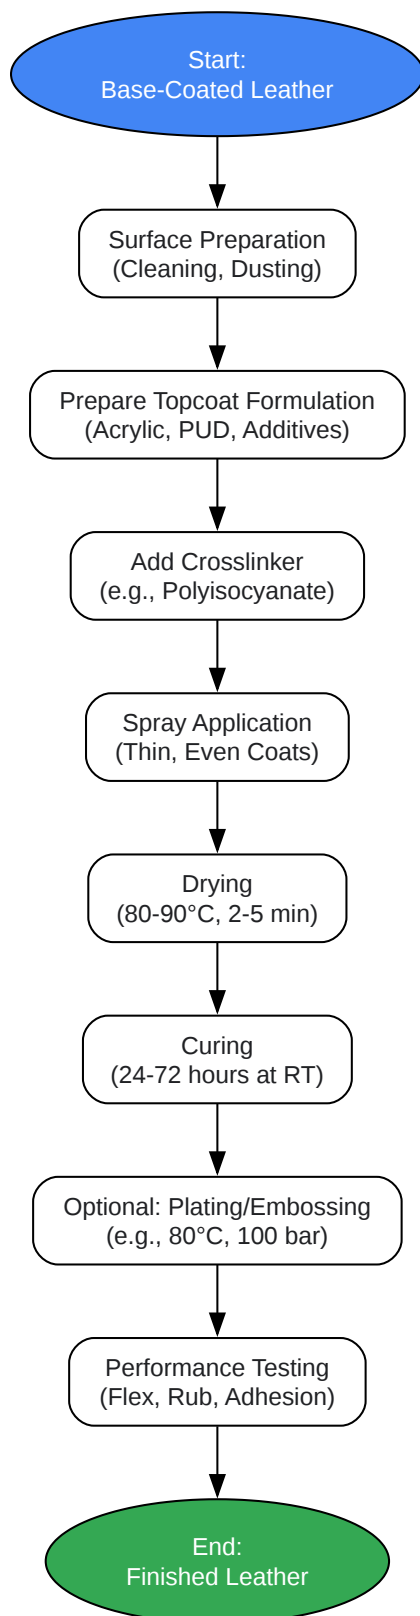 Start:
Base-Coated Leather
Surface Preparation
(Cleaning, Dusting)
Prepare Topcoat Formulation
(Acrylic, PUD, Additives)
Add Crosslinker
(e.g., Polyisocyanate)
Spray Application
(Thin, Even Coats)
Drying
(80-90°C, 2-5 min)
Curing
(24-72 hours at RT)
Optional: Plating/Embossing
(e.g., 80°C, 100 bar)
Performance Testing
(Flex, Rub, Adhesion)
End:
Finished Leather